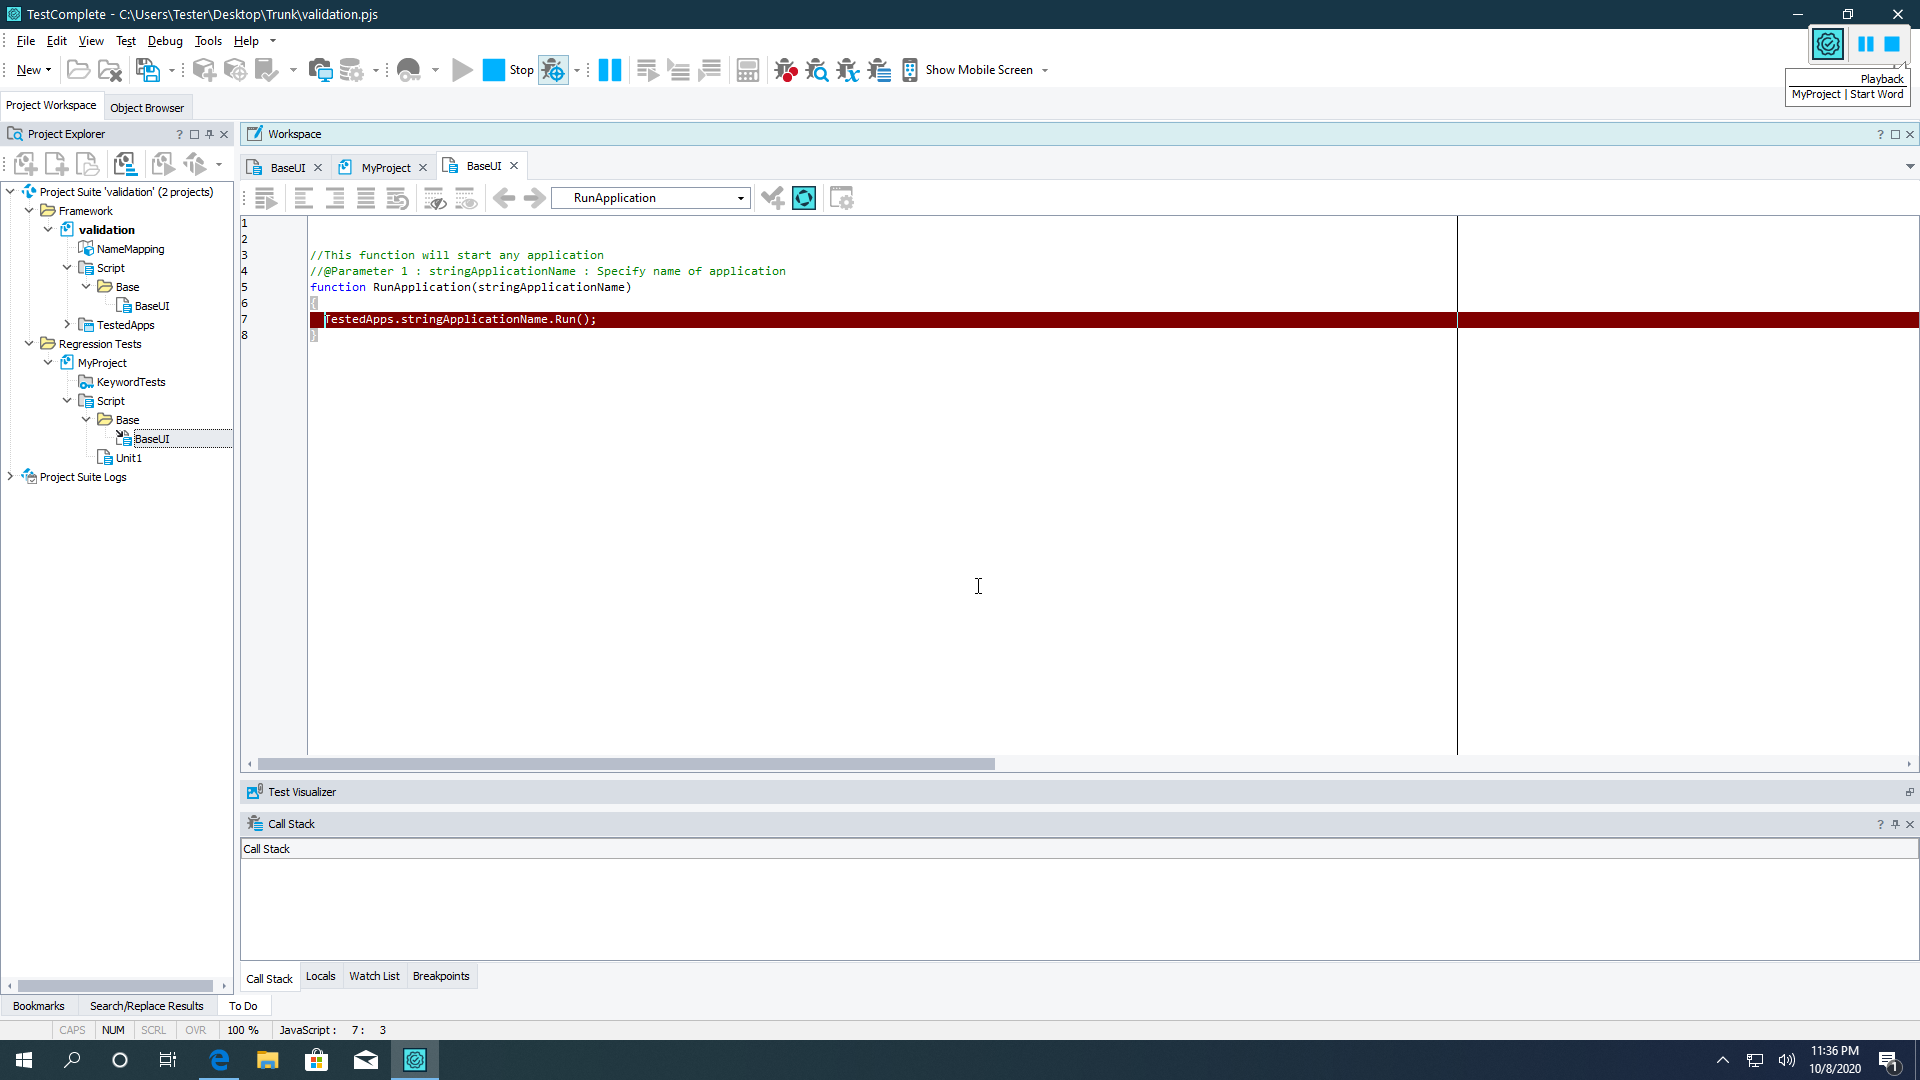 TestComplete - C:\Users\Tester\Desktop\Trunk\validation.pjs
File Edit View Test Debug Tools Help
New Stop Show Mobile Screen
Playback
MyProject | Start Word
Project Workspace Object Browser
Project Explorer ?
Workspace ?
BaseUI MyProject BaseUI
RunApplication
Project Suite 'validation' (2 projects)
Framework
validation
NameMapping
Script
Base
BaseUI
TestedApps
Regression Tests
MyProject
KeywordTests
Script
Base
BaseUI
Unit1
Project Suite Logs
1
2
3 //This function will start any application
4 //@Parameter 1 : stringApplicationName : Specify name of application
5 function RunApplication(stringApplicationName)
6 {
7 TestedApps.stringApplicationName.Run();
8 }
Test Visualizer
Call Stack ?
Call Stack
Call Stack Locals Watch List Breakpoints
Bookmarks Search/Replace Results To Do
CAPS NUM SCRL OVR 100 % JavaScript : 7 : 3
11:36 PM
10/8/2020
1